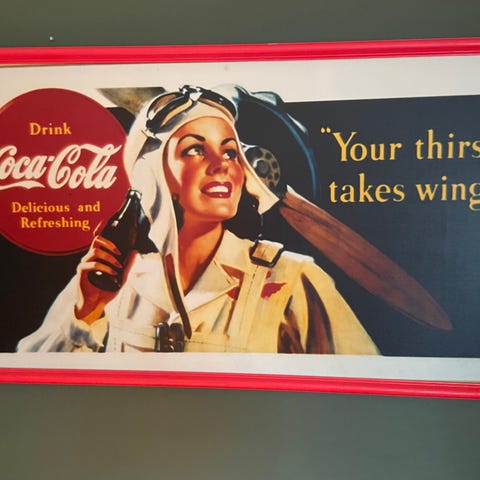 Drink
Coca-Cola
Delicious and
Refreshing
"Your thirs
takes wing